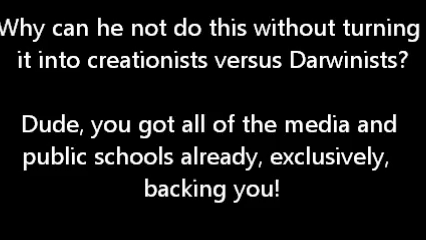 Why can he not do this without turning
it into creationists versus Darwinists?
Dude, you got all of the media and
public schools already, exclusively,
backing you!